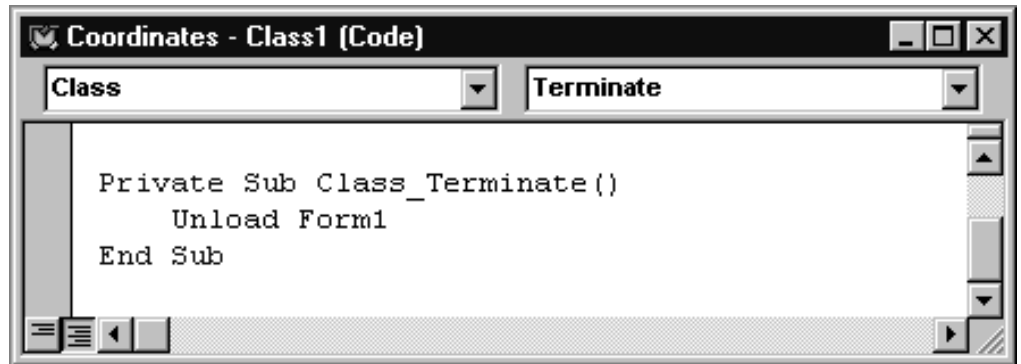 Coordinates - Class1 (Code)
Class Terminate
Private Sub Class_Terminate()
    Unload Form1
End Sub